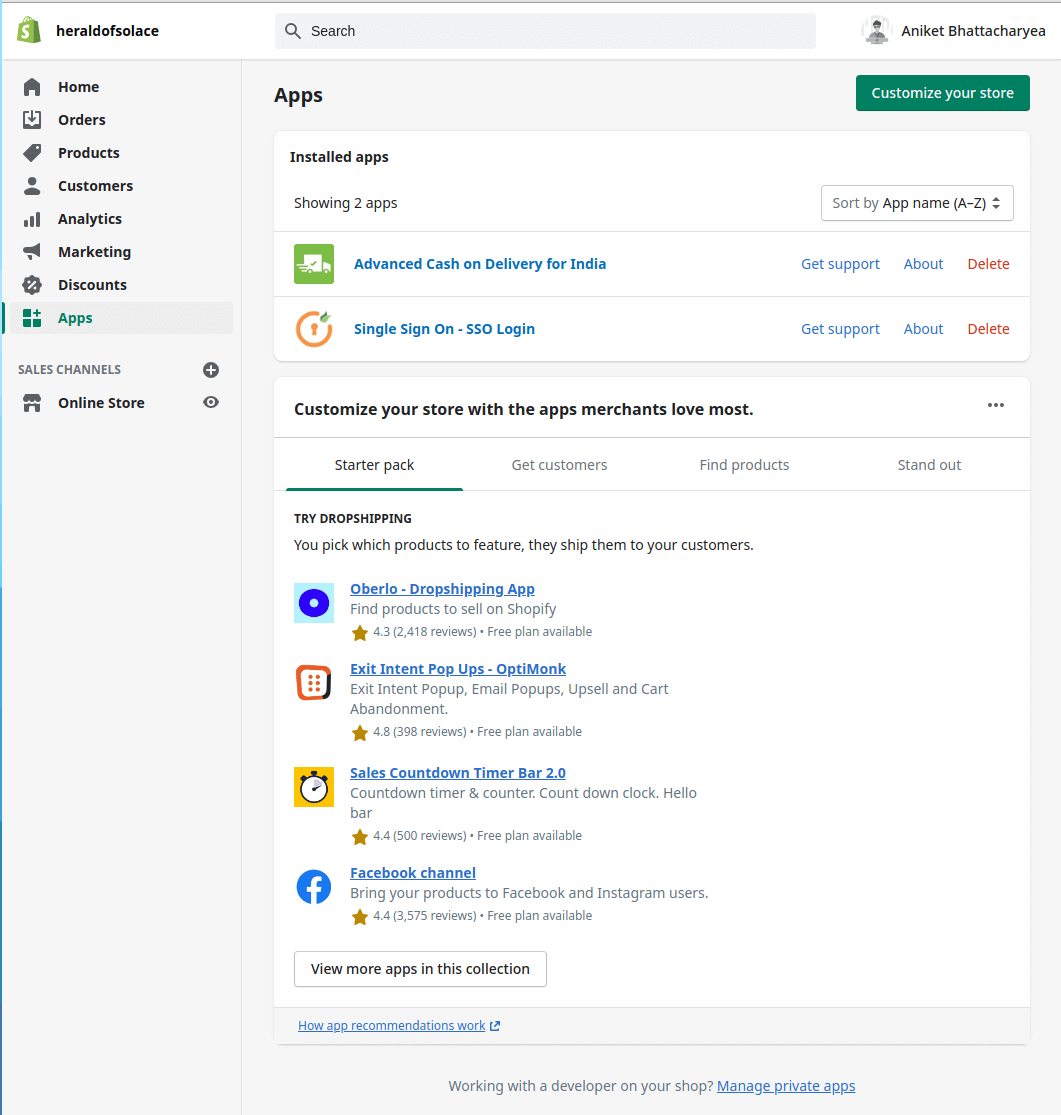 heraldofsolace
Search
Aniket Bhattacharyea
Home
Orders
Products
Customers
Analytics
Marketing
Discounts
Apps
SALES CHANNELS
Online Store
Apps
Customize your store
Installed apps
Showing 2 apps
Sort by App name (A–Z)
Advanced Cash on Delivery for India
Get support
About
Delete
Single Sign On - SSO Login
Get support
About
Delete
Customize your store with the apps merchants love most.
Starter pack
Get customers
Find products
Stand out
TRY DROPSHIPPING
You pick which products to feature, they ship them to your customers.
Oberlo - Dropshipping App
Find products to sell on Shopify
4.3 (2,418 reviews) • Free plan available
Exit Intent Pop Ups - OptiMonk
Exit Intent Popup, Email Popups, Upsell and Cart
Abandonment.
4.8 (398 reviews) • Free plan available
Sales Countdown Timer Bar 2.0
Countdown timer & counter. Count down clock. Hello
bar
4.4 (500 reviews) • Free plan available
Facebook channel
Bring your products to Facebook and Instagram users.
4.4 (3,575 reviews) • Free plan available
View more apps in this collection
How app recommendations work
Working with a developer on your shop? Manage private apps